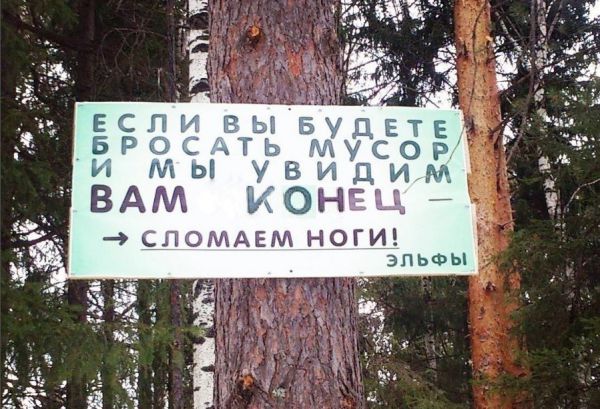 ЕСЛИ ВЫ БУДЕТЕ
БРОСАТЬ МУСОР
И МЫ УВИДИМ
ВАМ КОНЕЦ –
→ СЛОМАЕМ НОГИ!
ЭЛЬФЫ